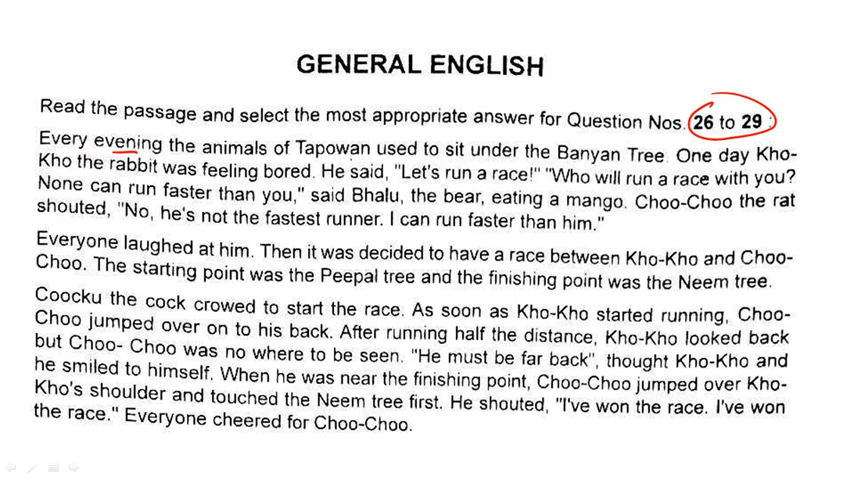 GENERAL ENGLISH
Read the passage and select the most appropriate answer for Question Nos. 26 to 29 :
Every evening the animals of Tapowan used to sit under the Banyan Tree. One day Kho-
Kho the rabbit was feeling bored. He said, "Let's run a race!" "Who will run a race with you?
None can run faster than you," said Bhalu, the bear, eating a mango. Choo-Choo the rat
shouted, "No, he's not the fastest runner. I can run faster than him."
Everyone laughed at him. Then it was decided to have a race between Kho-Kho and Choo-
Choo. The starting point was the Peepal tree and the finishing point was the Neem tree.
Coocku the cock crowed to start the race. As soon as Kho-Kho started running, Choo-
Choo jumped over on to his back. After running half the distance, Kho-Kho looked back
but Choo- Choo was no where to be seen. "He must be far back", thought Kho-Kho and
he smiled to himself. When he was near the finishing point, Choo-Choo jumped over Kho-
Kho's shoulder and touched the Neem tree first. He shouted, "I've won the race. I've won
the race." Everyone cheered for Choo-Choo.